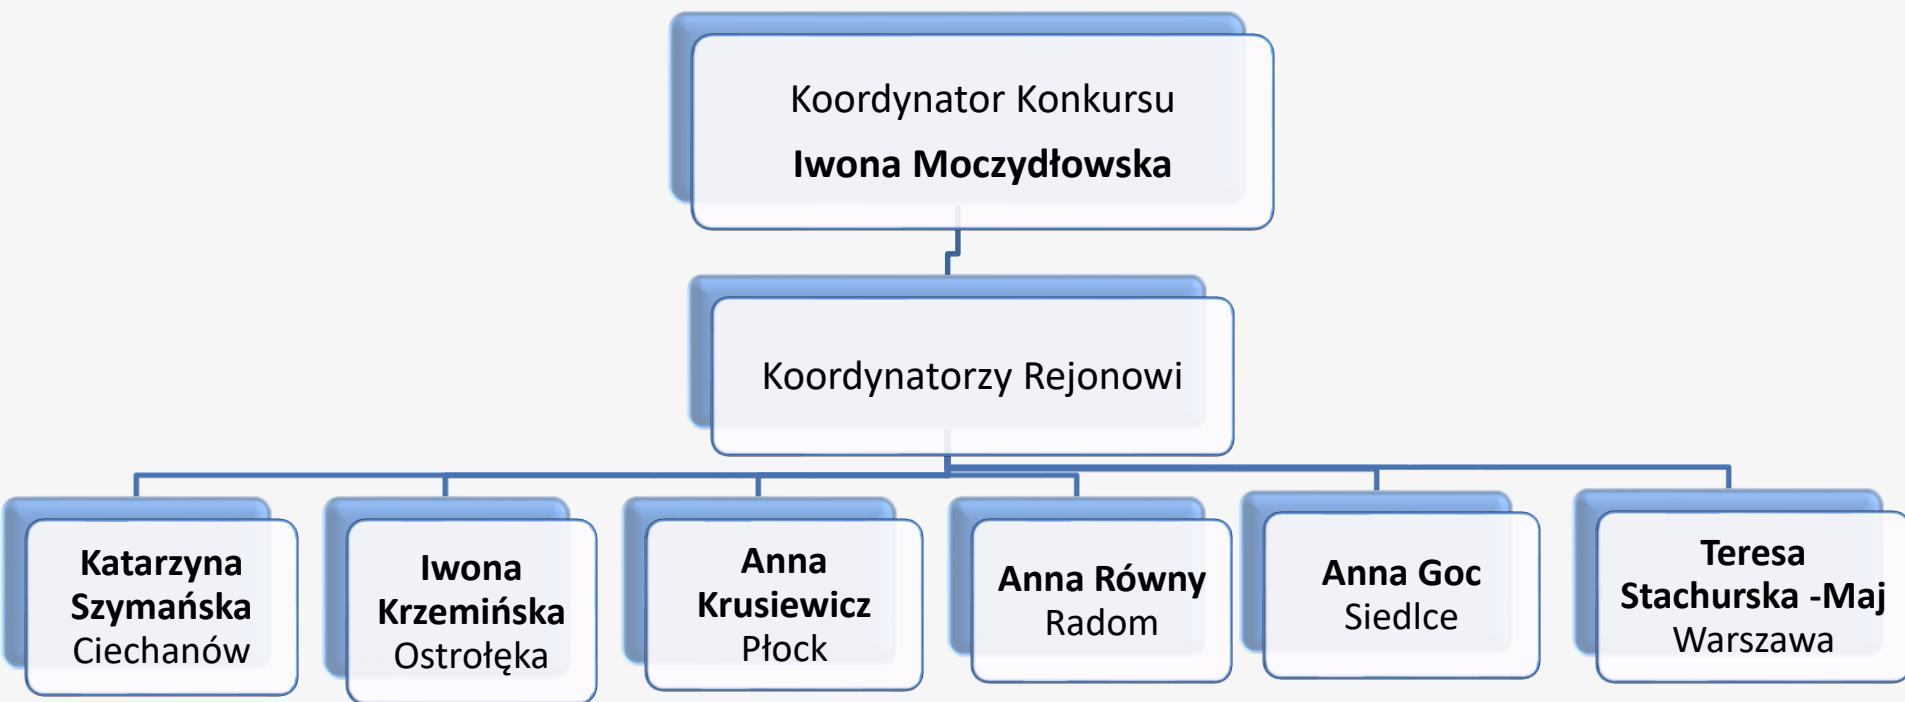 Koordynator Konkursu
Iwona Moczydłowska
Koordynatorzy Rejonowi
Katarzyna
Szymańska
Ciechanów
Iwona
Krzemińska
Ostrołęka
Anna
Krusiewicz
Płock
Anna Równy
Radom
Anna Goc
Siedlce
Teresa
Stachurska -Maj
Warszawa